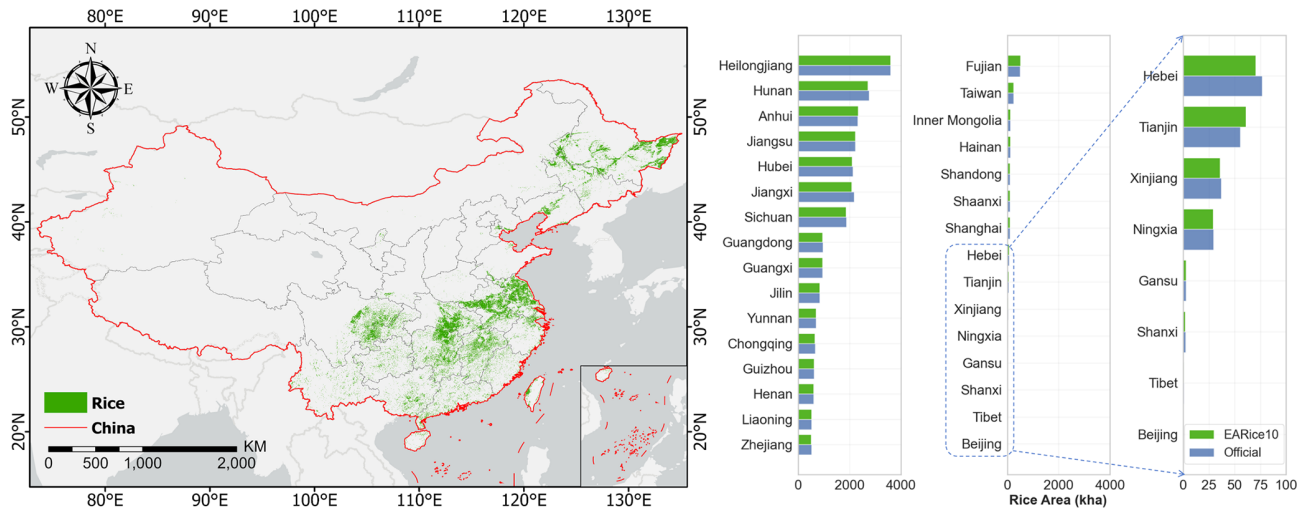 80°E 90°E 100°E 110°E 120°E 130°E
N
W E
S
50°N
40°N
30°N
20°N
50°N
40°N
30°N
20°N
Rice
China
KM
0 500 1,000 2,000
80°E 90°E 100°E 110°E 120°E 130°E
Heilongjiang
Hunan
Anhui
Jiangsu
Hubei
Jiangxi
Sichuan
Guangdong
Guangxi
Jilin
Yunnan
Chongqing
Guizhou
Henan
Liaoning
Zhejiang
0 2000 4000
Fujian
Taiwan
Inner Mongolia
Hainan
Shandong
Shaanxi
Shanghai
Hebei
Tianjin
Xinjiang
Ningxia
Gansu
Shanxi
Tibet
Beijing
0 2000 4000
Rice Area (kha)
Hebei
Tianjin
Xinjiang
Ningxia
Gansu
Shanxi
Tibet
Beijing
EARice10
Official
0 25 50 75 100